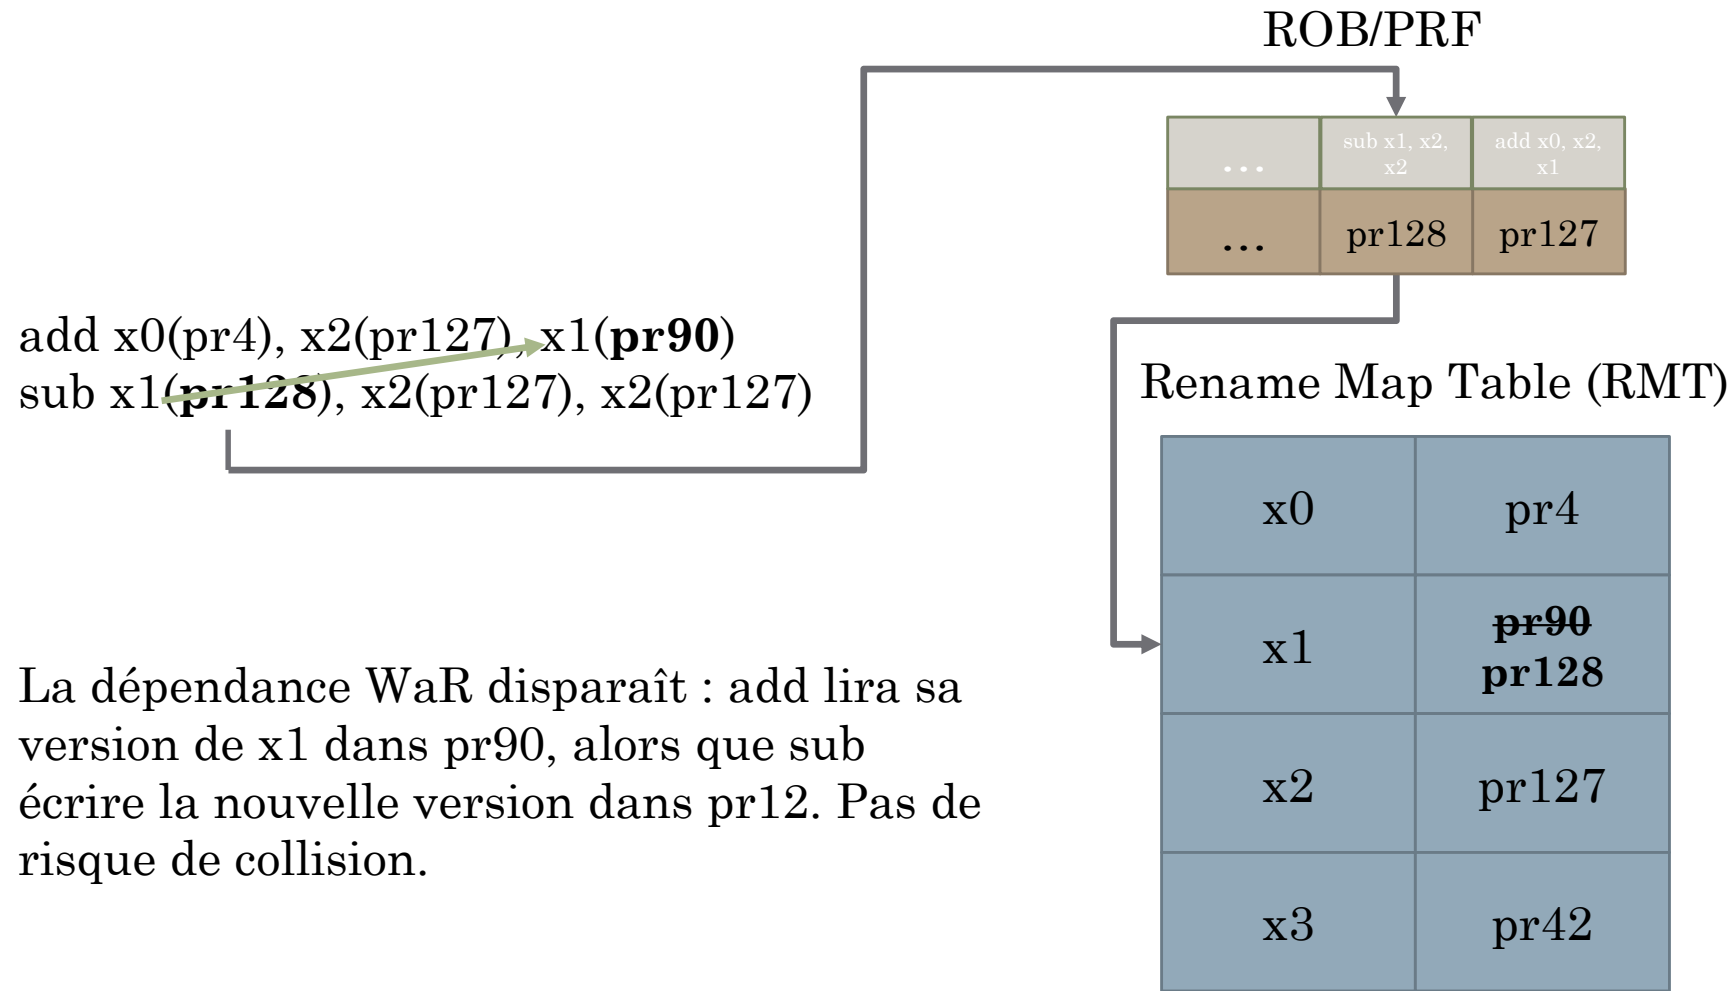 ROB/PRF
...
sub x1, x2,
x2
add x0, x2,
x1
...
pr128
pr127
add x0(pr4), x2(pr127), x1(pr90)
sub x1(pr128), x2(pr127), x2(pr127)
Rename Map Table (RMT)
x0
pr4
x1
pr90
pr128
x2
pr127
x3
pr42
La dépendance WaR disparaît : add lira sa
version de x1 dans pr90, alors que sub
écrire la nouvelle version dans pr12. Pas de
risque de collision.